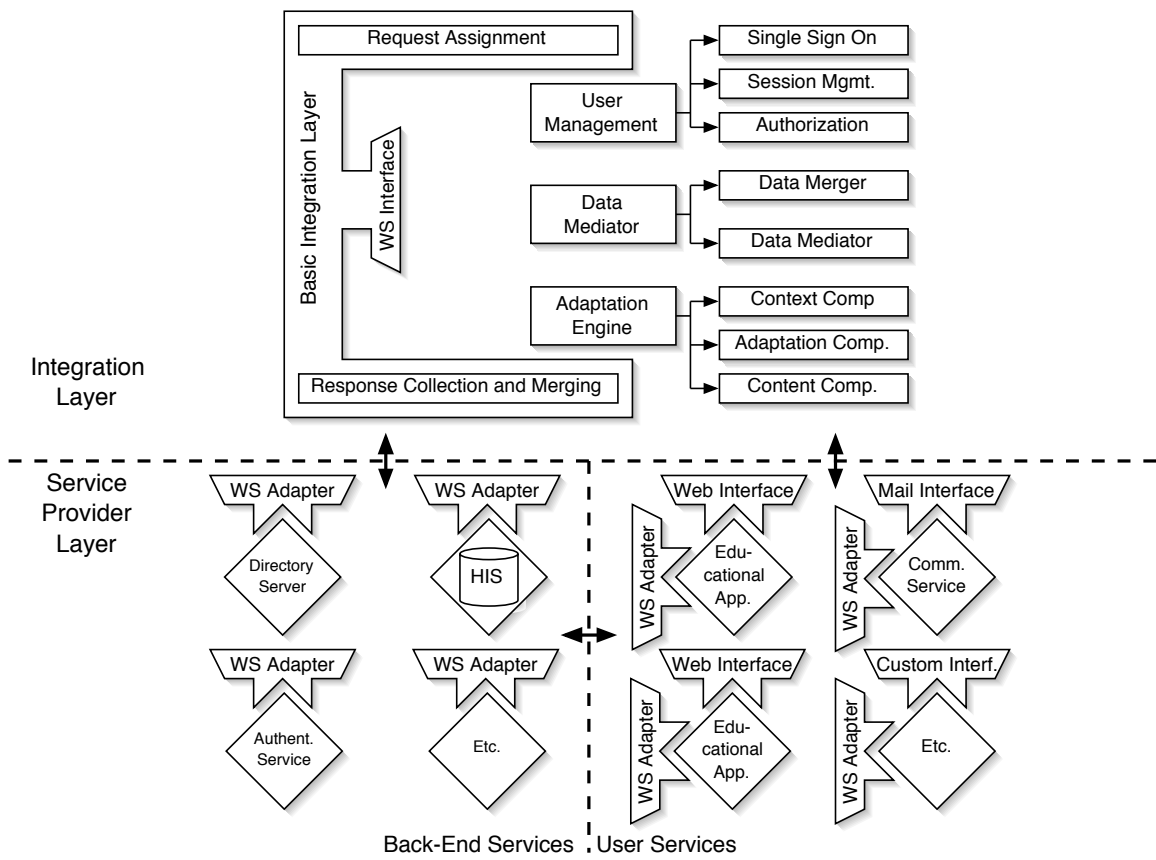 Request Assignment
Basic Integration Layer
WS Interface
User
Management
Single Sign On
Session Mgmt.
Authorization
Data
Mediator
Data Merger
Data Mediator
Adaptation
Engine
Context Comp
Adaptation Comp.
Content Comp.
Response Collection and Merging
Integration
Layer
Service
Provider
Layer
WS Adapter
Directory
Server
WS Adapter
HIS
Web Interface
WS Adapter
Edu-
cational
App.
Mail Interface
WS Adapter
Comm.
Service
WS Adapter
Authent.
Service
WS Adapter
Etc.
Web Interface
WS Adapter
Edu-
cational
App.
Custom Interf.
WS Adapter
Etc.
Back-End Services
User Services